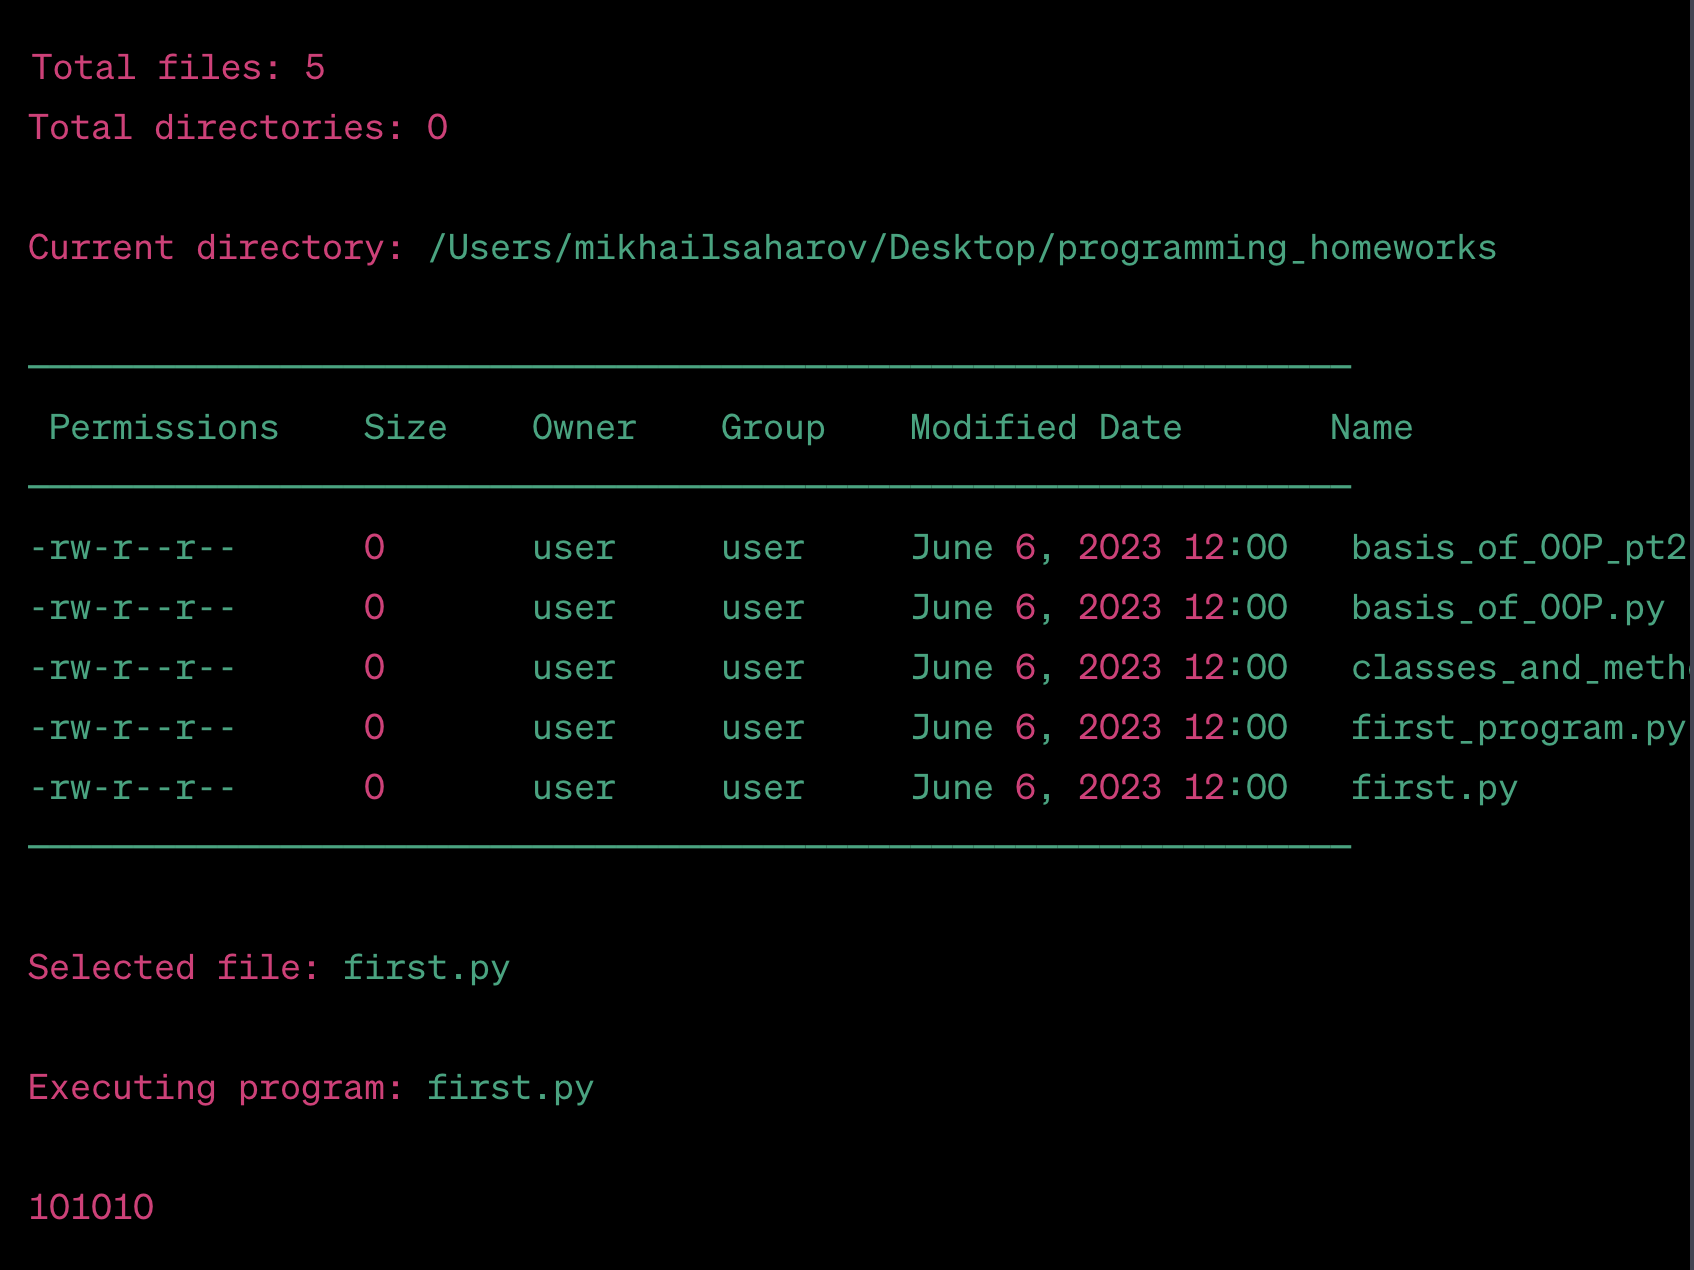 Total files: 5
Total directories: 0
Current directory: /Users/mikhailsaharov/Desktop/programming_homeworks
Permissions Size Owner Group Modified Date Name
-rw-r--r-- 0 user user June 6, 2023 12:00 basis_of_OOP_pt2
-rw-r--r-- 0 user user June 6, 2023 12:00 basis_of_OOP.py
-rw-r--r-- 0 user user June 6, 2023 12:00 classes_and_meth
-rw-r--r-- 0 user user June 6, 2023 12:00 first_program.py
-rw-r--r-- 0 user user June 6, 2023 12:00 first.py
Selected file: first.py
Executing program: first.py
101010